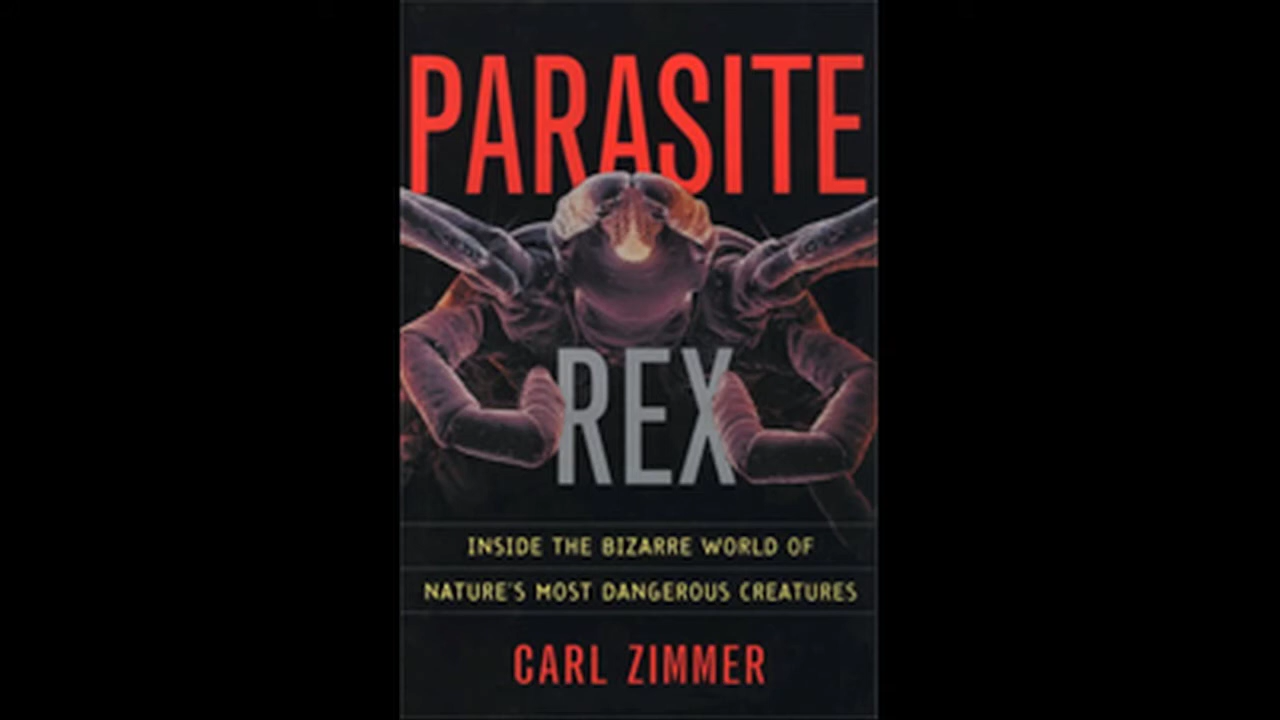 PARASITE
REX
INSIDE THE BIZARRE WORLD OF
NATURE'S MOST DANGEROUS CREATURES
CARL ZIMMER